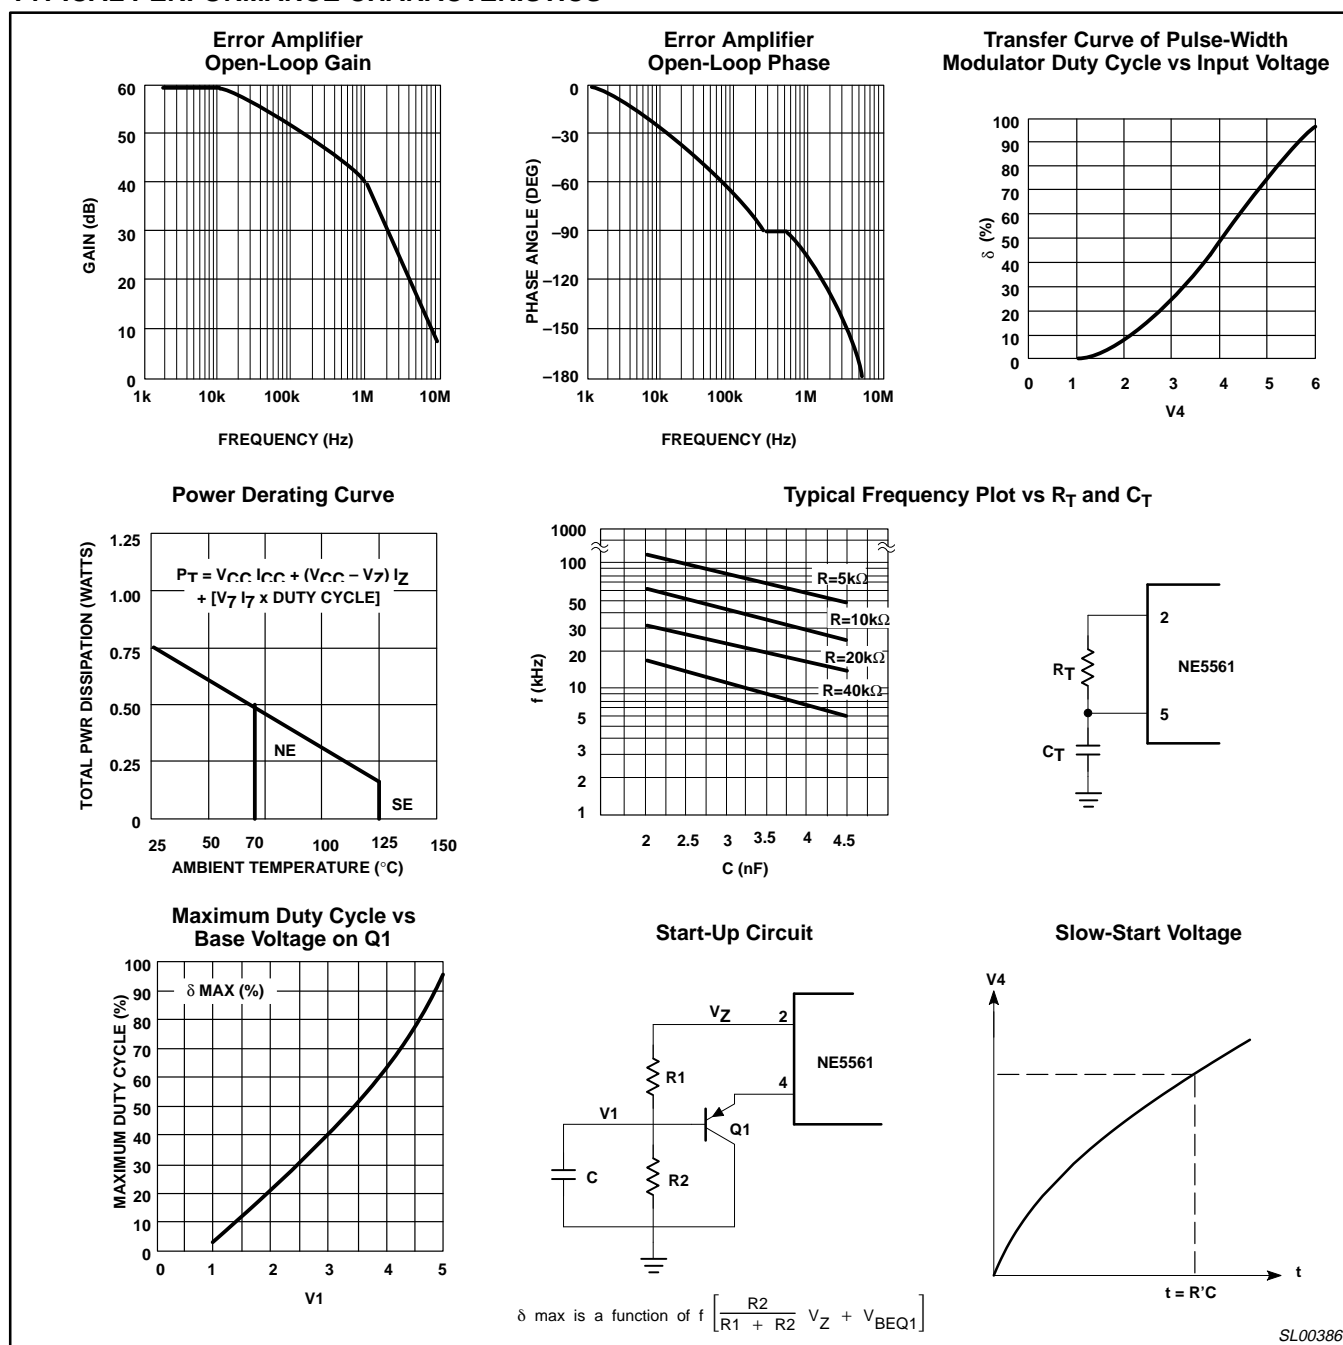 Error Amplifier
Open-Loop Gain
60
50
40
30
20
10
0
GAIN (dB)
1k 10k 100k 1M 10M
FREQUENCY (Hz)
Error Amplifier
Open-Loop Phase
0
–30
–60
–90
–120
–150
–180
PHASE ANGLE (DEG)
1k 10k 100k 1M 10M
FREQUENCY (Hz)
Transfer Curve of Pulse-Width
Modulator Duty Cycle vs Input Voltage
100
90
80
70
60
50
40
30
20
10
0
δ (%)
0 1 2 3 4 5 6
V4
Power Derating Curve
1.25
1.00
0.75
0.50
0.25
0
TOTAL PWR DISSIPATION (WATTS)
PT = VCC ICC + (VCC – VZ) IZ
+ [V7 I7 x DUTY CYCLE]
NE
SE
25 50 70 100 125 150
AMBIENT TEMPERATURE (°C)
Typical Frequency Plot vs RT and CT
1000
100
50
30
20
10
5
3
2
1
f (kHz)
R=5kΩ
R=10kΩ
R=20kΩ
R=40kΩ
2 2.5 3 3.5 4 4.5
C (nF)
2
RT
NE5561
5
CT
Maximum Duty Cycle vs
Base Voltage on Q1
100
90
80
70
60
50
40
30
20
10
0
MAXIMUM DUTY CYCLE (%)
δ MAX (%)
0 1 2 3 4 5
V1
Start-Up Circuit
VZ 2
NE5561
R1
4
V1
Q1
C
R2
δ max is a function of f [R2 / (R1 + R2) VZ + VBEQ1]
Slow-Start Voltage
V4
t
t = R'C
SL00386